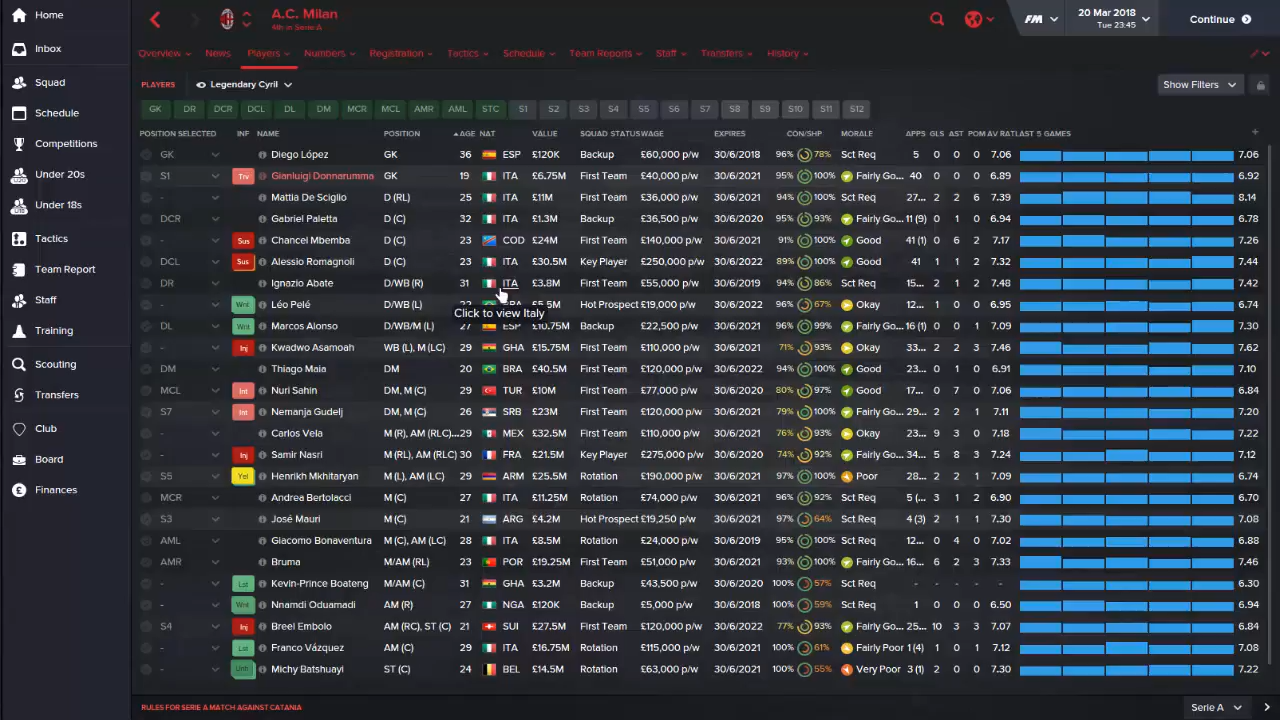 Home
Inbox
Squad
Schedule
Competitions
Under 20s
Under 18s
Tactics
Team Report
Staff
Training
Scouting
Transfers
Club
Board
Finances
A.C. Milan
4th in Serie A
FM
20 Mar 2018
Tue 23:45
Continue
Overview News Players Numbers Registration Tactics Schedule Team Reports Staff Transfers History
PLAYERS Legendary Cyril Show Filters
GK DR DCR DCL DL DM MCR MCL AMR AML STC S1 S2 S3 S4 S5 S6 S7 S8 S9 S10 S11 S12
POSITION SELECTED INF NAME POSITION AGE NAT VALUE SQUAD STATUS WAGE EXPIRES CON/SHP MORALE APPS GLS AST POM AV RAT LAST 5 GAMES
GK Diego López GK 36 ESP £120K Backup £60,000 p/w 30/6/2018 96% 78% Sct Req 5 0 0 0 7.06 7.06
S1 Trv Gianluigi Donnarumma GK 19 ITA £6.75M First Team £40,000 p/w 30/6/2021 95% 100% Fairly Go... 40 0 0 0 6.89 6.92
- Mattia De Sciglio D (RL) 25 ITA £11M First Team £36,000 p/w 30/6/2021 94% 100% Sct Req 27... 2 2 6 7.39 8.14
DCR Gabriel Paletta D (C) 32 ITA £1.3M Backup £36,500 p/w 30/6/2020 95% 93% Fairly Go... 11 (9) 0 1 0 6.94 6.78
- Sus Chancel Mbemba D (C) 23 COD £24M First Team £140,000 p/w 30/6/2021 91% 100% Good 41 (1) 0 6 2 7.17 7.26
DCL Sus Alessio Romagnoli D (C) 23 ITA £30.5M Key Player £250,000 p/w 30/6/2022 89% 100% Good 41 1 1 2 7.32 7.44
DR Ignazio Abate D/WB (R) 31 ITA £3.8M First Team £55,000 p/w 30/6/2019 94% 86% Sct Req 15... 2 1 2 7.48 7.42
- Wnt Léo Pelé D/WB (L) 22 BRA £5.5M Hot Prospect £19,000 p/w 30/6/2022 96% 67% Okay 12... 0 1 0 6.96 6.74
Click to view Italy
DL Wnt Marcos Alonso D/WB/M (L) 27 ESP £10.75M Backup £22,500 p/w 30/6/2021 96% 99% Fairly Go... 16 (1) 0 1 0 7.09 7.40
- Inj Kwadwo Asamoah WB (L), M (LC) 29 GHA £15.75M First Team £110,000 p/w 30/6/2021 71% 93% Okay 33... 2 2 3 7.46 7.62
DM Thiago Maia DM 20 BRA £40.5M First Team £120,000 p/w 30/6/2022 94% 100% Good 23... 0 1 0 6.91 7.10
MCL Int Nuri Sahin DM, M (C) 29 TUR £10M First Team £77,000 p/w 30/6/2020 80% 97% Good 17... 0 7 0 7.06 6.84
S7 Int Nemanja Gudelj DM, M (C) 26 SRB £23M First Team £120,000 p/w 30/6/2021 79% 100% Fairly Go... 29... 2 2 1 7.11 7.20
- Carlos Vela M (R), AM (RLC)... 29 MEX £32.5M First Team £110,000 p/w 30/6/2021 76% 93% Okay 23... 9 3 0 7.18 7.22
- Inj Samir Nasri M (RL), AM (RLC) 30 FRA £21.5M Key Player £275,000 p/w 30/6/2021 74% 92% Fairly Go... 34... 5 8 3 7.24 7.12
S5 Yel Henrikh Mkhitaryan M (L), AM (LC) 29 ARM £25.5M Rotation £190,000 p/w 30/6/2021 97% 100% Poor 28... 2 2 1 7.09 6.74
MCR Andrea Bertolacci M (C) 27 ITA £11.25M Rotation £74,000 p/w 30/6/2021 96% 92% Sct Req 5 (... 3 1 2 6.90 6.70
S3 José Mauri M (C) 21 ARG £4.2M Hot Prospect £19,250 p/w 30/6/2021 97% 64% Sct Req 4 (3) 2 1 1 7.30 7.08
AML Giacomo Bonaventura M (C), AM (LC) 28 ITA £8.5M Rotation £24,000 p/w 30/6/2019 95% 100% Sct Req 12... 0 4 0 7.02 6.88
AMR Bruma M/AM (RL) 23 POR £19.25M First Team £51,000 p/w 30/6/2021 93% 100% Fairly Go... 16... 6 2 3 7.33 7.46
- Lst Kevin-Prince Boateng M/AM (C) 31 GHA £3.2M Backup £43,500 p/w 30/6/2020 100% 57% Sct Req - - - - - 6.30
- Wnt Nnamdi Oduamadi AM (R) 27 NGA £120K Backup £5,000 p/w 30/6/2018 100% 59% Sct Req 1 0 0 0 6.50 6.94
S4 Inj Breel Embolo AM (RC), ST (C) 21 SUI £27.5M First Team £120,000 p/w 30/6/2021 77% 93% Fairly Go... 25... 10 3 3 7.07 6.84
- Lst Franco Vázquez AM (C) 29 ITA £16.75M Rotation £115,000 p/w 30/6/2021 100% 61% Fairly Poor 1 (4) 1 0 0 7.12 7.08
- Unh Michy Batshuayi ST (C) 24 BEL £14.5M Rotation £63,000 p/w 30/6/2021 100% 55% Very Poor 3 (1) 2 0 0 7.30 7.22
RULES FOR SERIE A MATCH AGAINST CATANIA Serie A